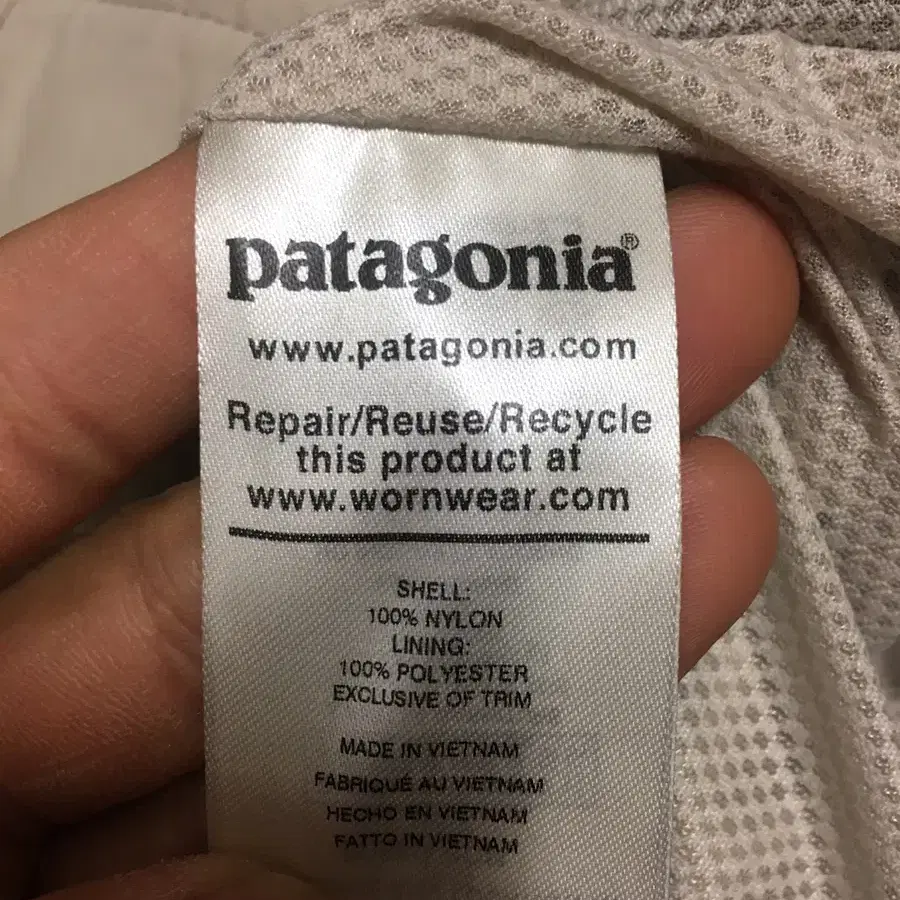 patagonia®
www.patagonia.com
Repair/Reuse/Recycle
this product at
www.wornwear.com
SHELL:
100% NYLON
LINING:
100% POLYESTER
EXCLUSIVE OF TRIM
MADE IN VIETNAM
FABRIQUÉ AU VIETNAM
HECHO EN VIETNAM
FATTO IN VIETNAM